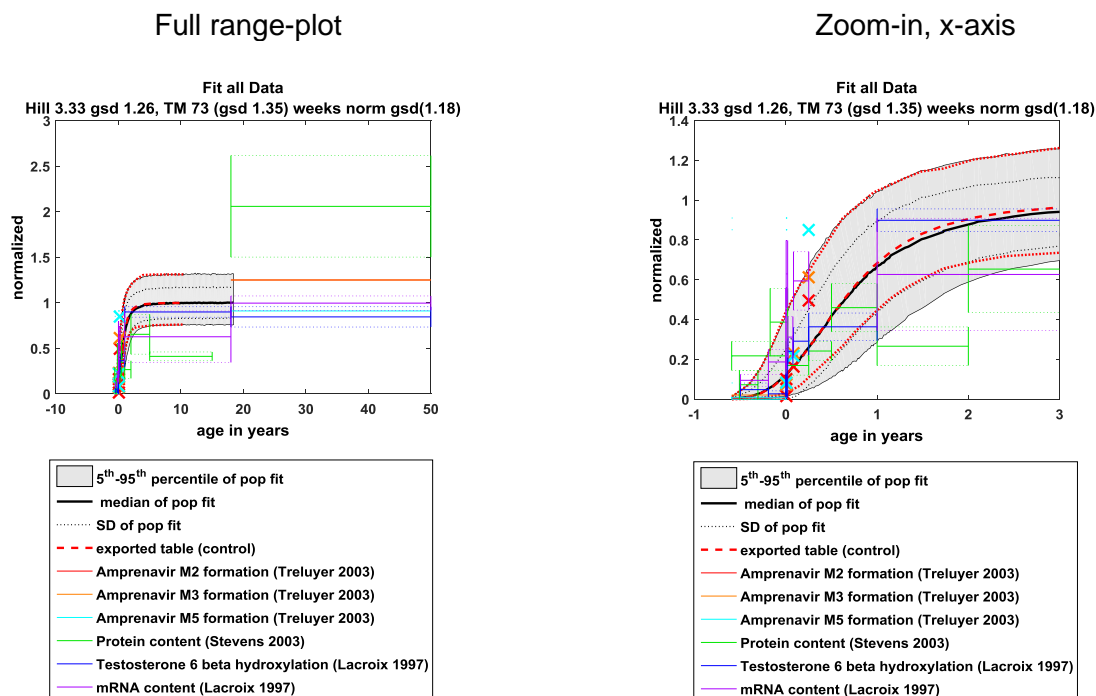 Full range-plot
Fit all Data
Hill 3.33 gsd 1.26, TM 73 (gsd 1.35) weeks norm gsd(1.18)
3
2.5
2
1.5
1
0.5
0
normalized
-10 0 10 20 30 40 50
age in years
5th-95th percentile of pop fit
median of pop fit
SD of pop fit
exported table (control)
Amprenavir M2 formation (Treluyer 2003)
Amprenavir M3 formation (Treluyer 2003)
Amprenavir M5 formation (Treluyer 2003)
Protein content (Stevens 2003)
Testosterone 6 beta hydroxylation (Lacroix 1997)
mRNA content (Lacroix 1997)
Zoom-in, x-axis
Fit all Data
Hill 3.33 gsd 1.26, TM 73 (gsd 1.35) weeks norm gsd(1.18)
1.4
1.2
1
0.8
0.6
0.4
0.2
0
normalized
-1 0 1 2 3
age in years
5th-95th percentile of pop fit
median of pop fit
SD of pop fit
exported table (control)
Amprenavir M2 formation (Treluyer 2003)
Amprenavir M3 formation (Treluyer 2003)
Amprenavir M5 formation (Treluyer 2003)
Protein content (Stevens 2003)
Testosterone 6 beta hydroxylation (Lacroix 1997)
mRNA content (Lacroix 1997)